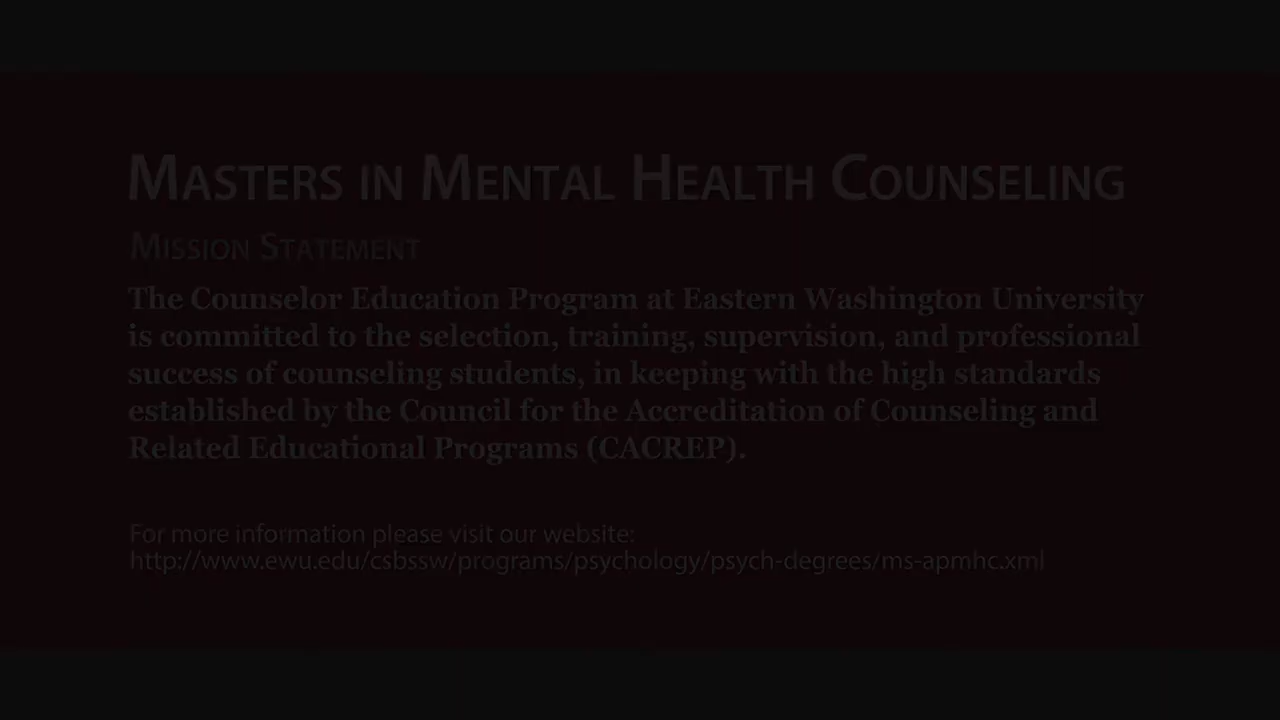 Masters in Mental Health Counseling
Mission Statement
The Counselor Education Program at Eastern Washington University
is committed to the selection, training, supervision, and professional
success of counseling students, in keeping with the high standards
established by the Council for the Accreditation of Counseling and
Related Educational Programs (CACREP).
For more information please visit our website:
http://www.ewu.edu/csbssw/programs/psychology/psych-degrees/ms-apmhc.xml